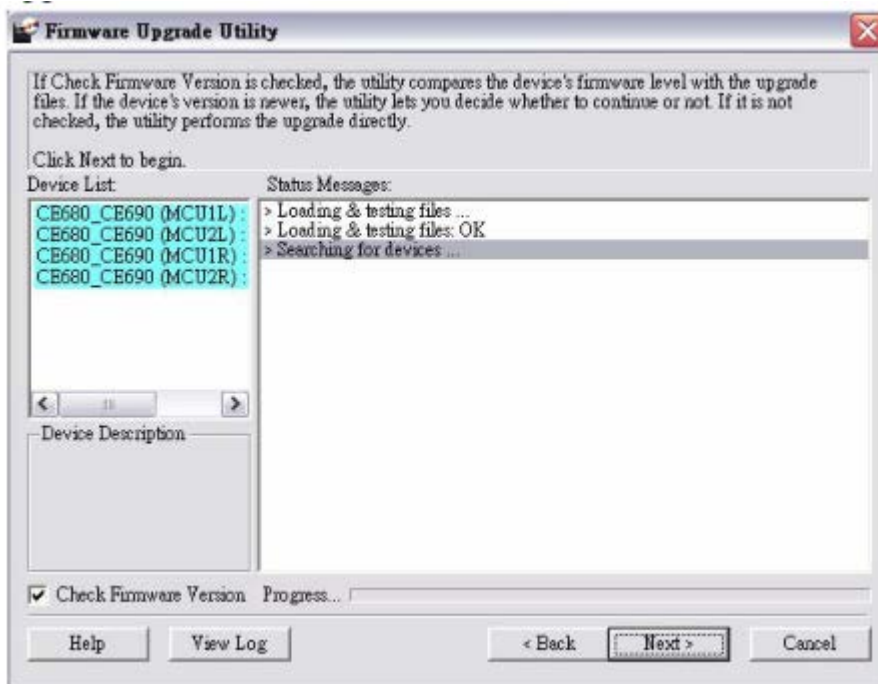 Firmware Upgrade Utility
If Check Firmware Version is checked, the utility compares the device's firmware level with the upgrade
files. If the device's version is newer, the utility lets you decide whether to continue or not. If it is not
checked, the utility performs the upgrade directly.
Click Next to begin.
Device List:
Status Messages:
CE680_CE690 (MCU1L) :
CE680_CE690 (MCU2L) :
CE680_CE690 (MCU1R) :
CE680_CE690 (MCU2R) :
> Loading & testing files ...
> Loading & testing files: OK
> Searching for devices ...
Device Description
Check Firmware Version
Progress...
Help
View Log
< Back
Next >
Cancel